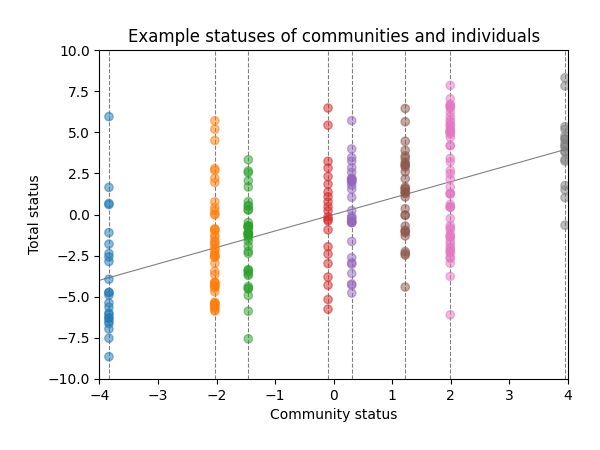 Example statuses of communities and individuals
10.0
7.5
5.0
2.5
0.0
−2.5
−5.0
−7.5
−10.0
Total status
−4 −3 −2 −1 0 1 2 3 4
Community status